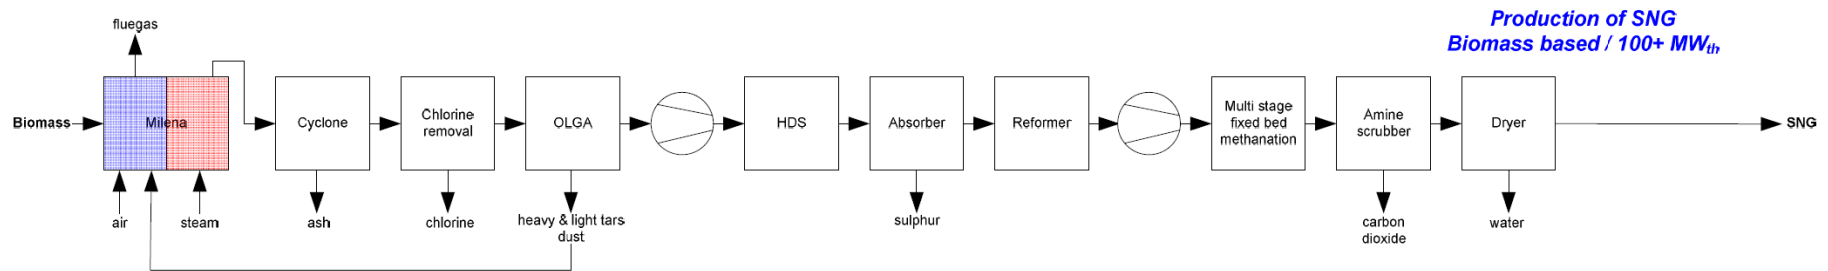 Production of SNG
Biomass based / 100+ MWth
fluegas
Biomass
Milena
Cyclone
Chlorine
removal
OLGA
HDS
Absorber
Reformer
Multi stage
fixed bed
methanation
Amine
scrubber
Dryer
SNG
air
steam
ash
chlorine
heavy & light tars
dust
sulphur
carbon
dioxide
water